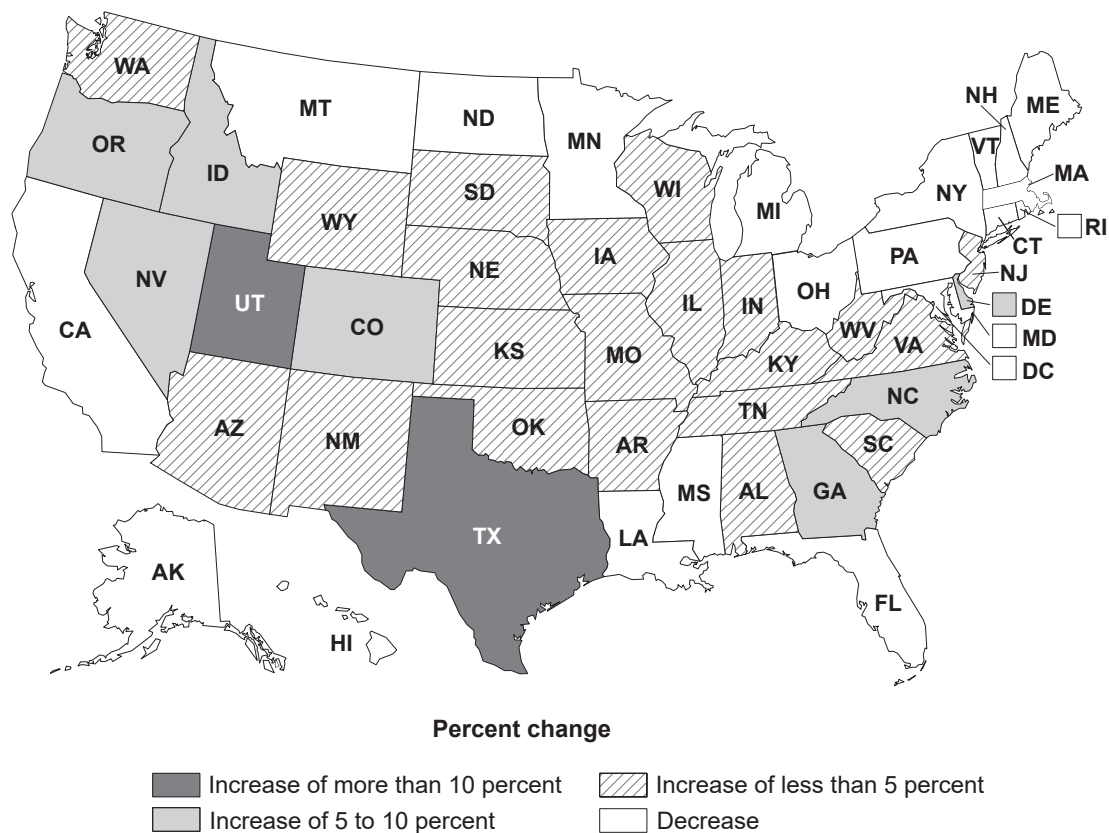 WA
MT
ND
MN
NH
ME
VT
OR
ID
SD
WI
MI
NY
MA
WY
RI
CT
IA
PA
NJ
NE
NV
UT
CO
IL
IN
OH
DE
CA
WV
VA
MD
KS
MO
KY
DC
NC
TN
AZ
NM
OK
AR
SC
MS
AL
GA
TX
LA
AK
FL
HI
Percent change
Increase of more than 10 percent
Increase of less than 5 percent
Increase of 5 to 10 percent
Decrease